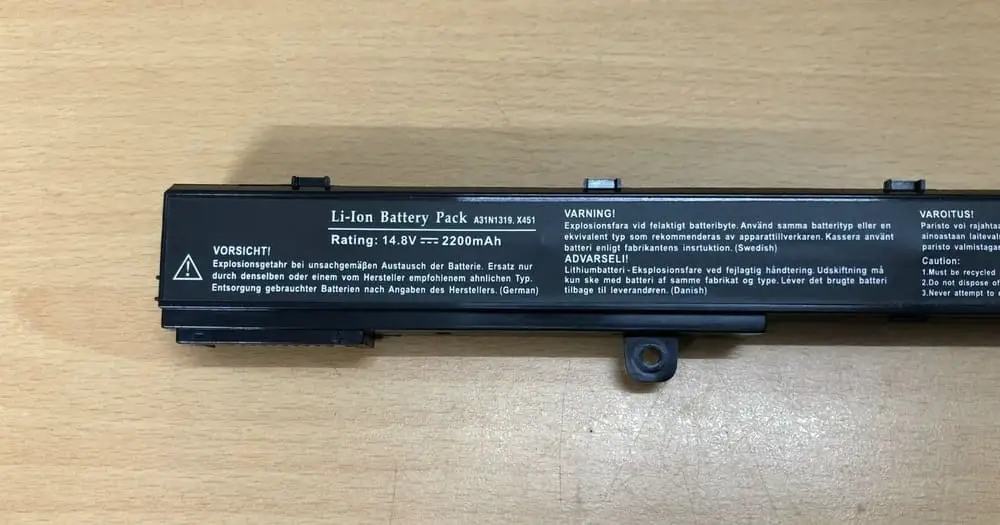 Li-Ion Battery Pack A31N1319, X451
Rating: 14.8V 2200mAh
VORSICHT!
Explosionsgetahr bei unsachgemäßen Austausch der Batterie. Ersatz nur
durch denselben oder einem vom Hersteller empfohlenem ähnlichen Typ.
Entsorgung gebrauchter Batterien nach Angaben des Herstellers. (German)
VARNING!
Explosionsfara vid feiaktigt batteribyte. Använd samma batterityp eller en
ekvivalent typ som rekommenderas av apparattillverkaren. Kassera använt
batteri enligt fabrikantens insrtuktion. (Swedish)
ADVARSELI!
Lithiumbatteri - Eksplosionsfare ved fejlagtig håndtering. Udskiftning må
kun ske med batteri af samme fabrikat og type. Lever det brugte batteri
tilbage til leverandøren. (Danish)
VAROITUS!
Paristo voi rajahta
ainoastaan laiteval
paristo valmistaga
Caution:
1.Must be recycled
2.Do not dispose of
3.Never attempt to